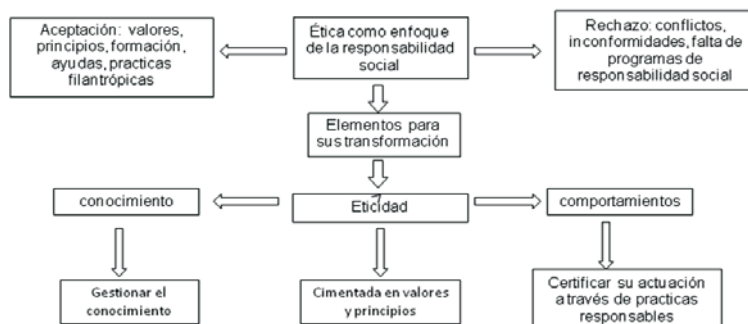 Aceptación: valores,
principios, formación,
ayudas, practicas
filantrópicas
Ética como enfoque
de la responsabilidad
social
Rechazo: conflictos,
inconformidades, falta de
programas de
responsabilidad social
Elementos para
sus transformación
conocimiento
Eticidad
comportamientos
Gestionar el
conocimiento
Cimentada en valores
y principios
Certificar su actuación
a través de practicas
responsables